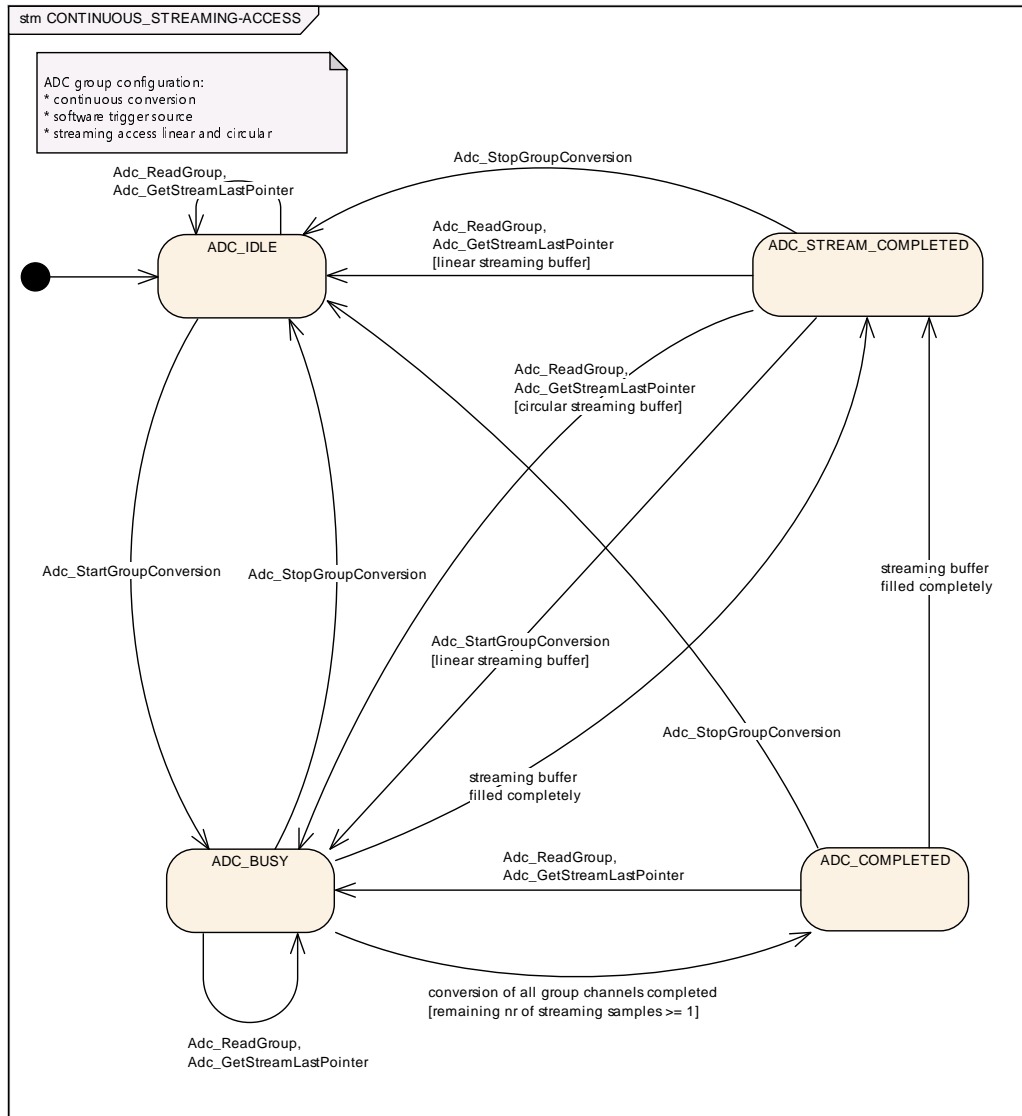 stm CONTINUOUS_STREAMING-ACCESS
ADC group configuration:
* continuous conversion
* software trigger source
* streaming access linear and circular
Adc_StopGroupConversion
Adc_ReadGroup,
Adc_GetStreamLastPointer
ADC_IDLE
Adc_ReadGroup,
Adc_GetStreamLastPointer
[linear streaming buffer]
ADC_STREAM_COMPLETED
Adc_ReadGroup,
Adc_GetStreamLastPointer
[circular streaming buffer]
Adc_StartGroupConversion
Adc_StopGroupConversion
streaming buffer
filled completely
Adc_StartGroupConversion
[linear streaming buffer]
Adc_StopGroupConversion
streaming buffer
filled completely
ADC_BUSY
Adc_ReadGroup,
Adc_GetStreamLastPointer
ADC_COMPLETED
conversion of all group channels completed
[remaining nr of streaming samples >= 1]
Adc_ReadGroup,
Adc_GetStreamLastPointer